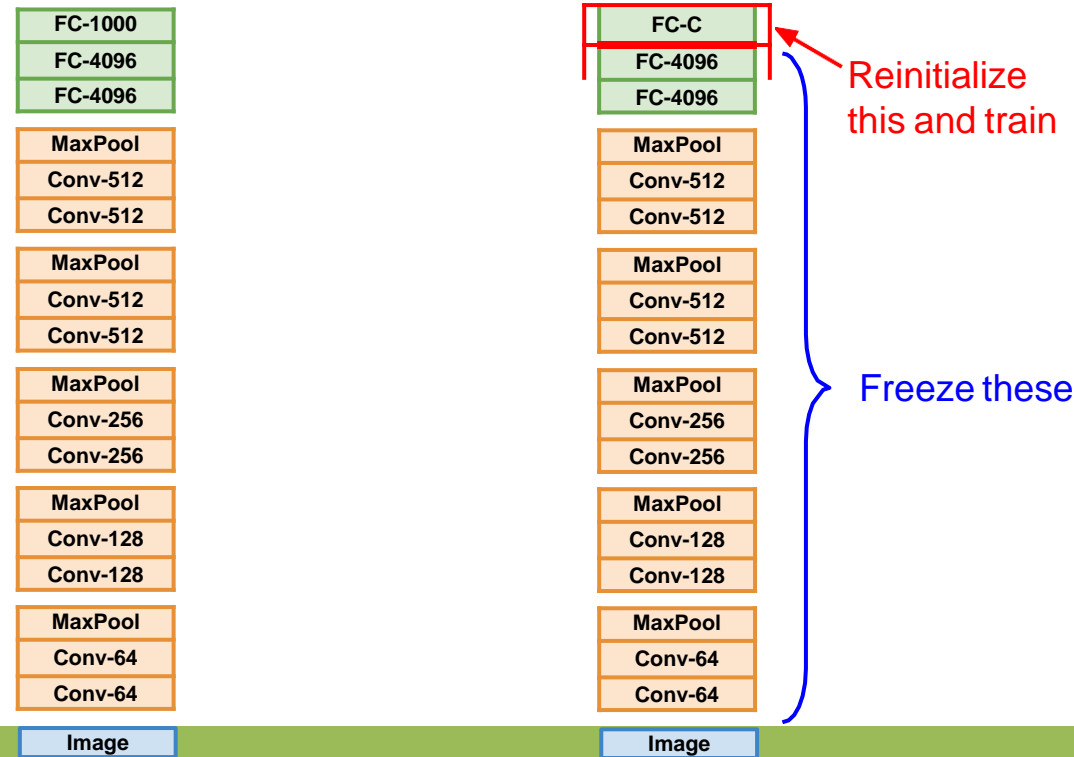 FC-1000
FC-4096
FC-4096
MaxPool
Conv-512
Conv-512
MaxPool
Conv-512
Conv-512
MaxPool
Conv-256
Conv-256
MaxPool
Conv-128
Conv-128
MaxPool
Conv-64
Conv-64
Image
FC-C
FC-4096
FC-4096
MaxPool
Conv-512
Conv-512
MaxPool
Conv-512
Conv-512
MaxPool
Conv-256
Conv-256
MaxPool
Conv-128
Conv-128
MaxPool
Conv-64
Conv-64
Image
Reinitialize
this and train
Freeze these